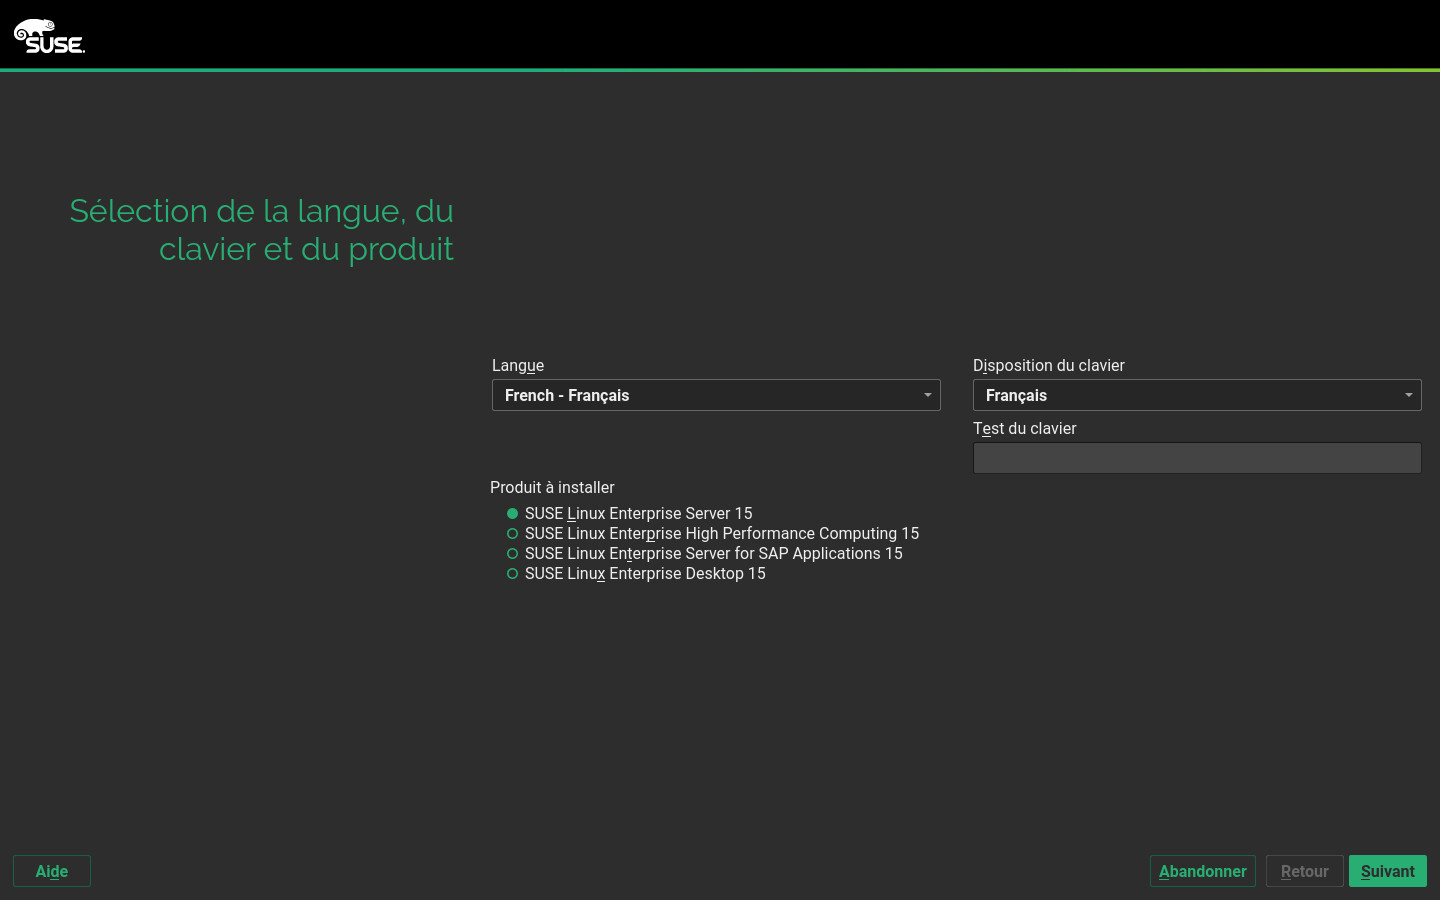 SUSE.
Sélection de la langue, du
clavier et du produit
Langue
French - Français
Disposition du clavier
Français
Test du clavier
Produit à installer
SUSE Linux Enterprise Server 15
SUSE Linux Enterprise High Performance Computing 15
SUSE Linux Enterprise Server for SAP Applications 15
SUSE Linux Enterprise Desktop 15
Aide
Abandonner
Retour
Suivant